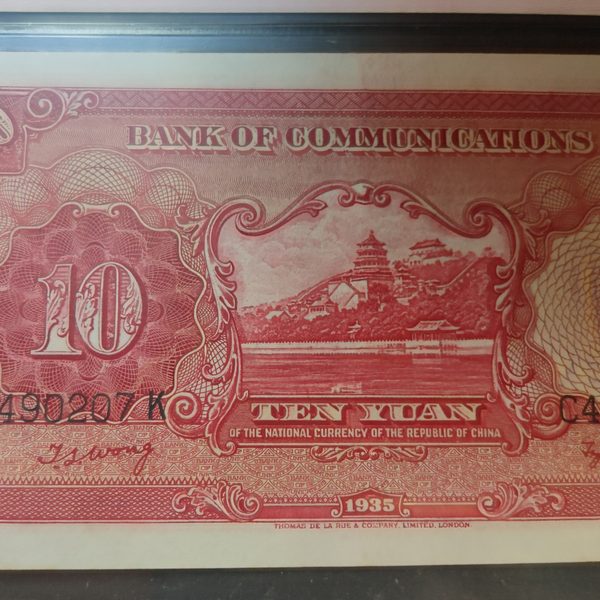 BANK OF COMMUNICATIONS
10
490207 K
C4
TEN YUAN
OF THE NATIONAL CURRENCY OF THE REPUBLIC OF CHINA
1935
THOMAS DE LA RUE & COMPANY, LIMITED, LONDON.